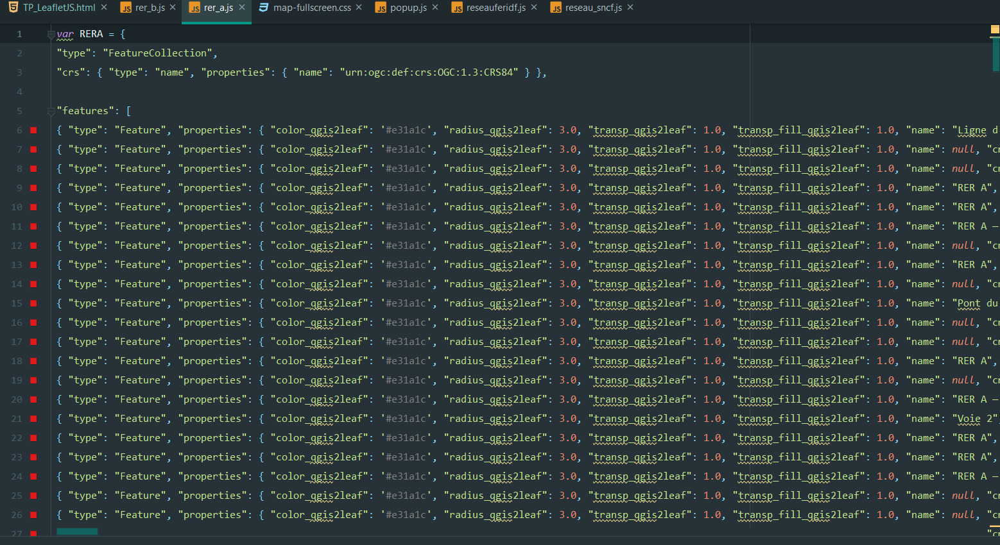 TP_LeafletJS.html × JS rer_b.js × JS rer_a.js × map-fullscreen.css × JS popup.js × JS reseauferidf.js × JS reseau_sncf.js ×
1 var RERA = {
2 "type": "FeatureCollection",
3 "crs": { "type": "name", "properties": { "name": "urn:ogc:def:crs:OGC:1.3:CRS84" } },
4
5 "features": [
6 { "type": "Feature", "properties": { "color_qgis2leaf": '#e31a1c', "radius_qgis2leaf": 3.0, "transp_qgis2leaf": 1.0, "transp_fill_qgis2leaf": 1.0, "name": "Ligne d
7 { "type": "Feature", "properties": { "color_qgis2leaf": '#e31a1c', "radius_qgis2leaf": 3.0, "transp_qgis2leaf": 1.0, "transp_fill_qgis2leaf": 1.0, "name": null, "cr
8 { "type": "Feature", "properties": { "color_qgis2leaf": '#e31a1c', "radius_qgis2leaf": 3.0, "transp_qgis2leaf": 1.0, "transp_fill_qgis2leaf": 1.0, "name": null, "cr
9 { "type": "Feature", "properties": { "color_qgis2leaf": '#e31a1c', "radius_qgis2leaf": 3.0, "transp_qgis2leaf": 1.0, "transp_fill_qgis2leaf": 1.0, "name": "RER A",
10 { "type": "Feature", "properties": { "color_qgis2leaf": '#e31a1c', "radius_qgis2leaf": 3.0, "transp_qgis2leaf": 1.0, "transp_fill_qgis2leaf": 1.0, "name": "RER A",
11 { "type": "Feature", "properties": { "color_qgis2leaf": '#e31a1c', "radius_qgis2leaf": 3.0, "transp_qgis2leaf": 1.0, "transp_fill_qgis2leaf": 1.0, "name": "RER A –
12 { "type": "Feature", "properties": { "color_qgis2leaf": '#e31a1c', "radius_qgis2leaf": 3.0, "transp_qgis2leaf": 1.0, "transp_fill_qgis2leaf": 1.0, "name": null, "cr
13 { "type": "Feature", "properties": { "color_qgis2leaf": '#e31a1c', "radius_qgis2leaf": 3.0, "transp_qgis2leaf": 1.0, "transp_fill_qgis2leaf": 1.0, "name": "RER A",
14 { "type": "Feature", "properties": { "color_qgis2leaf": '#e31a1c', "radius_qgis2leaf": 3.0, "transp_qgis2leaf": 1.0, "transp_fill_qgis2leaf": 1.0, "name": null, "cr
15 { "type": "Feature", "properties": { "color_qgis2leaf": '#e31a1c', "radius_qgis2leaf": 3.0, "transp_qgis2leaf": 1.0, "transp_fill_qgis2leaf": 1.0, "name": "Pont du
16 { "type": "Feature", "properties": { "color_qgis2leaf": '#e31a1c', "radius_qgis2leaf": 3.0, "transp_qgis2leaf": 1.0, "transp_fill_qgis2leaf": 1.0, "name": null, "cr
17 { "type": "Feature", "properties": { "color_qgis2leaf": '#e31a1c', "radius_qgis2leaf": 3.0, "transp_qgis2leaf": 1.0, "transp_fill_qgis2leaf": 1.0, "name": null, "cr
18 { "type": "Feature", "properties": { "color_qgis2leaf": '#e31a1c', "radius_qgis2leaf": 3.0, "transp_qgis2leaf": 1.0, "transp_fill_qgis2leaf": 1.0, "name": "RER A",
19 { "type": "Feature", "properties": { "color_qgis2leaf": '#e31a1c', "radius_qgis2leaf": 3.0, "transp_qgis2leaf": 1.0, "transp_fill_qgis2leaf": 1.0, "name": null, "cr
20 { "type": "Feature", "properties": { "color_qgis2leaf": '#e31a1c', "radius_qgis2leaf": 3.0, "transp_qgis2leaf": 1.0, "transp_fill_qgis2leaf": 1.0, "name": "RER A –
21 { "type": "Feature", "properties": { "color_qgis2leaf": '#e31a1c', "radius_qgis2leaf": 3.0, "transp_qgis2leaf": 1.0, "transp_fill_qgis2leaf": 1.0, "name": "Voie 2",
22 { "type": "Feature", "properties": { "color_qgis2leaf": '#e31a1c', "radius_qgis2leaf": 3.0, "transp_qgis2leaf": 1.0, "transp_fill_qgis2leaf": 1.0, "name": "RER A",
23 { "type": "Feature", "properties": { "color_qgis2leaf": '#e31a1c', "radius_qgis2leaf": 3.0, "transp_qgis2leaf": 1.0, "transp_fill_qgis2leaf": 1.0, "name": "RER A",
24 { "type": "Feature", "properties": { "color_qgis2leaf": '#e31a1c', "radius_qgis2leaf": 3.0, "transp_qgis2leaf": 1.0, "transp_fill_qgis2leaf": 1.0, "name": "RER A –
25 { "type": "Feature", "properties": { "color_qgis2leaf": '#e31a1c', "radius_qgis2leaf": 3.0, "transp_qgis2leaf": 1.0, "transp_fill_qgis2leaf": 1.0, "name": null, "cr
26 { "type": "Feature", "properties": { "color_qgis2leaf": '#e31a1c', "radius_qgis2leaf": 3.0, "transp_qgis2leaf": 1.0, "transp_fill_qgis2leaf": 1.0, "name": null, "cr
27 "cr